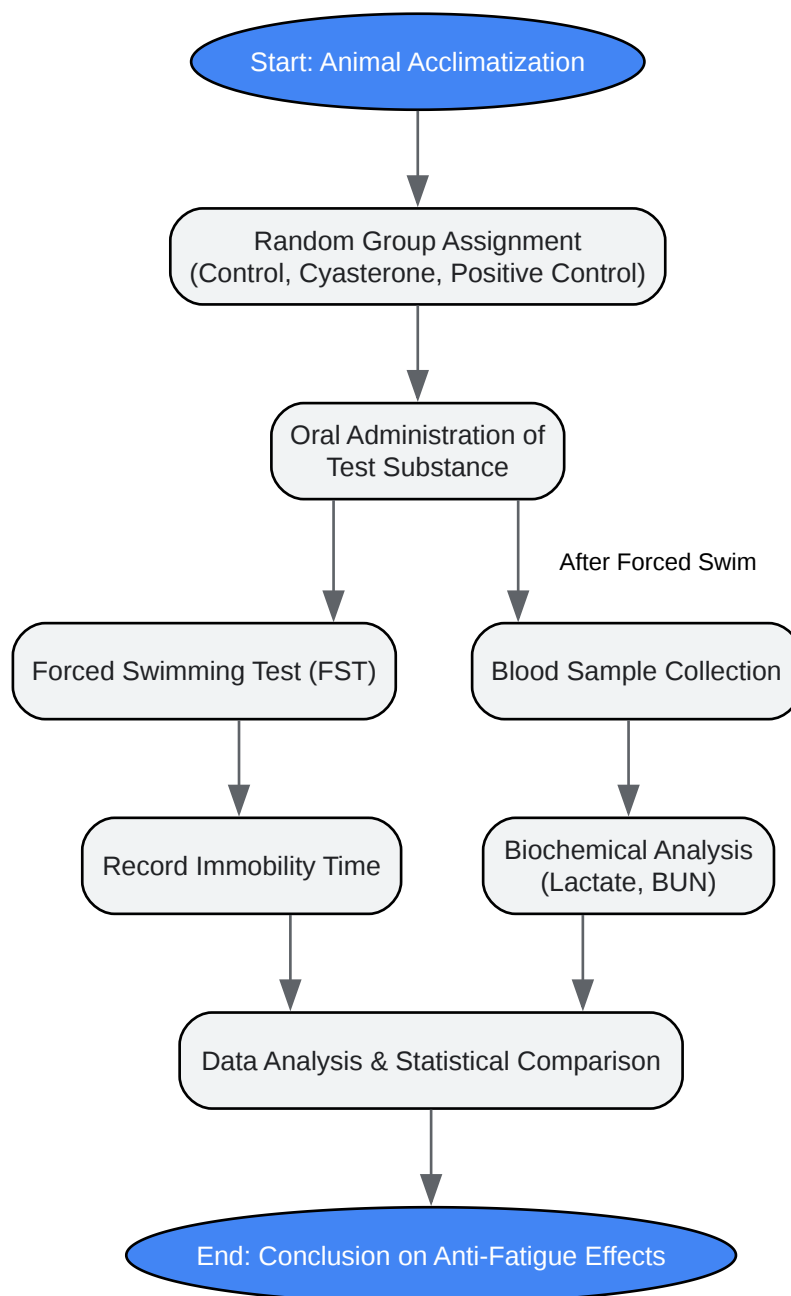 Start: Animal Acclimatization
Random Group Assignment
(Control, Cyasterone, Positive Control)
Oral Administration of
Test Substance
After Forced Swim
Forced Swimming Test (FST)
Blood Sample Collection
Record Immobility Time
Biochemical Analysis
(Lactate, BUN)
Data Analysis & Statistical Comparison
End: Conclusion on Anti-Fatigue Effects